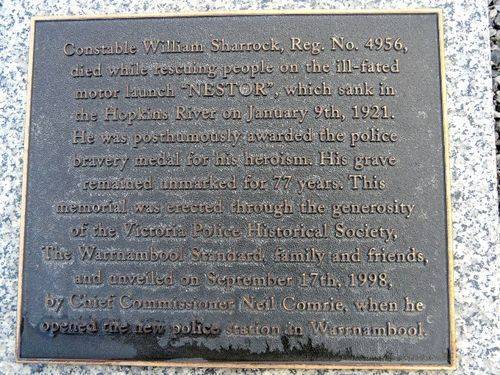 Constable William Sharrock, Reg. No. 4956,
died while rescuing people on the ill-fated
motor launch "NESTOR", which sank in
the Hopkins River on January 9th, 1921.
He was posthumously awarded the police
bravery medal for his heroism. His grave
remained unmarked for 77 years. This
memorial was erected through the generosity
of the Victoria Police Historical Society,
The Warrnambool Standard, family and friends,
and unveiled on September 17th, 1998,
by Chief Commissioner Neil Comrie, when he
opened the new police station in Warrnambool.